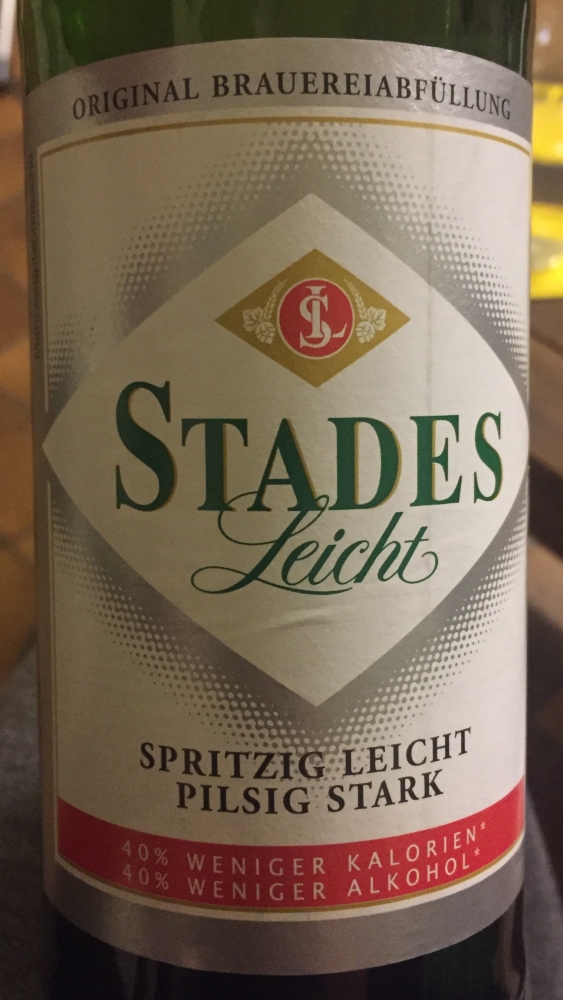 ORIGINAL BRAUEREIABFÜLLUNG
SL
STADES
Leicht
SPRITZIG LEICHT
PILSIG STARK
40% WENIGER KALORIEN*
40% WENIGER ALKOHOL*